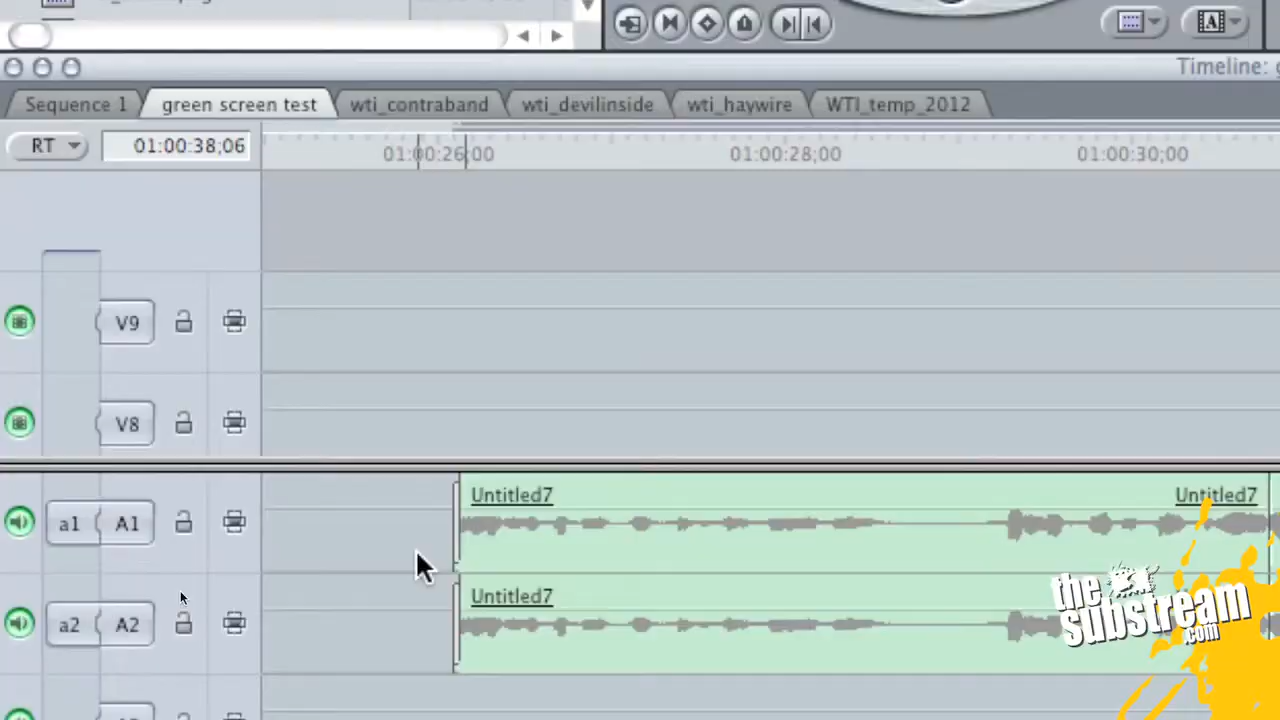 A
Timeline: g
Sequence 1 green screen test wti_contraband wti_devilinside wti_haywire WTI_temp_2012
RT 01:00:38;06 01:00:26;00 01:00:28;00 01:00:30;00
V9
V8
a1 A1 Untitled7 Untitled7
a2 A2 Untitled7
the
substream
.com